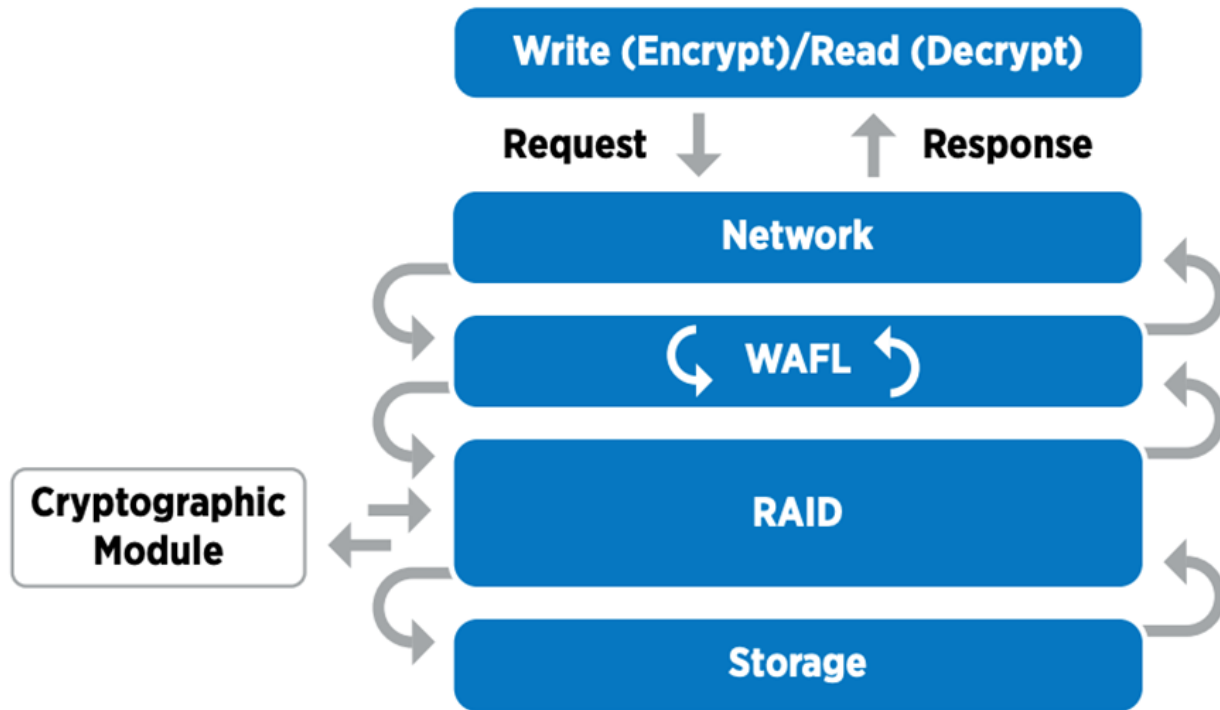 Write (Encrypt)/Read (Decrypt)
Request
Response
Network
WAFL
RAID
Cryptographic
Module
Storage